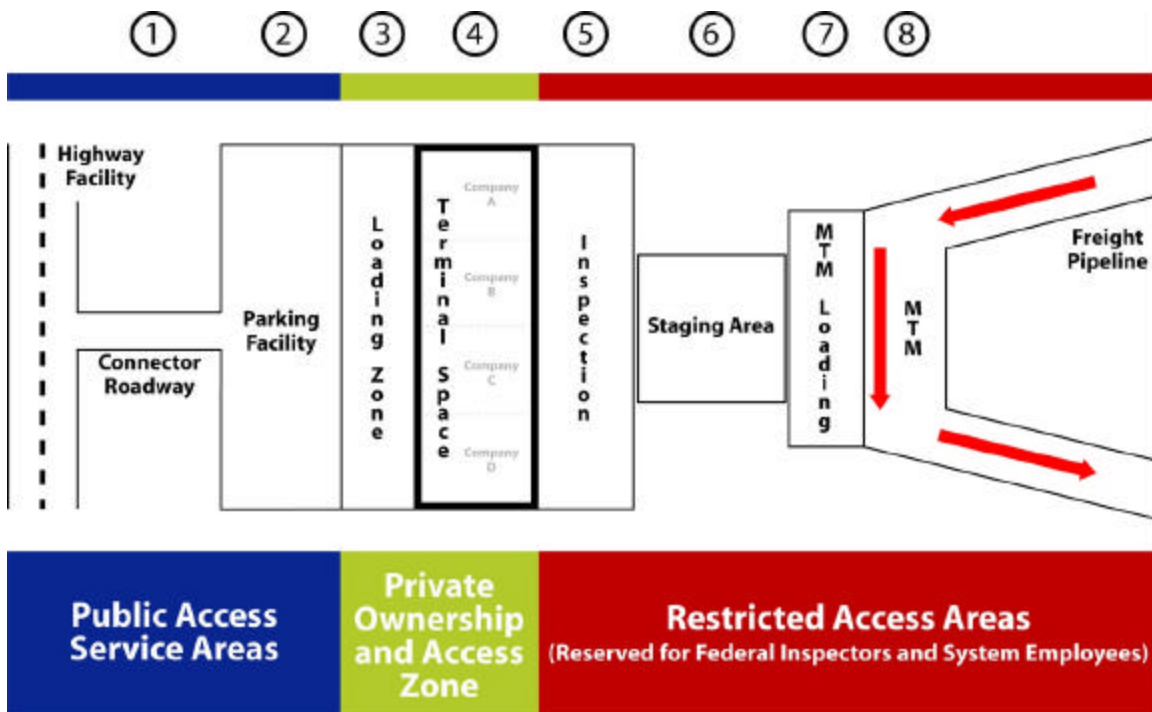 1 2 3 4 5 6 7 8
Highway
Facility
Connector
Roadway
Parking
Facility
Loading Zone
Terminal Space
Company
A
Company
B
Company
C
Company
D
Inspection
Staging Area
MTM Loading
MTM
Freight
Pipeline
Public Access
Service Areas
Private
Ownership
and Access
Zone
Restricted Access Areas
(Reserved for Federal Inspectors and System Employees)